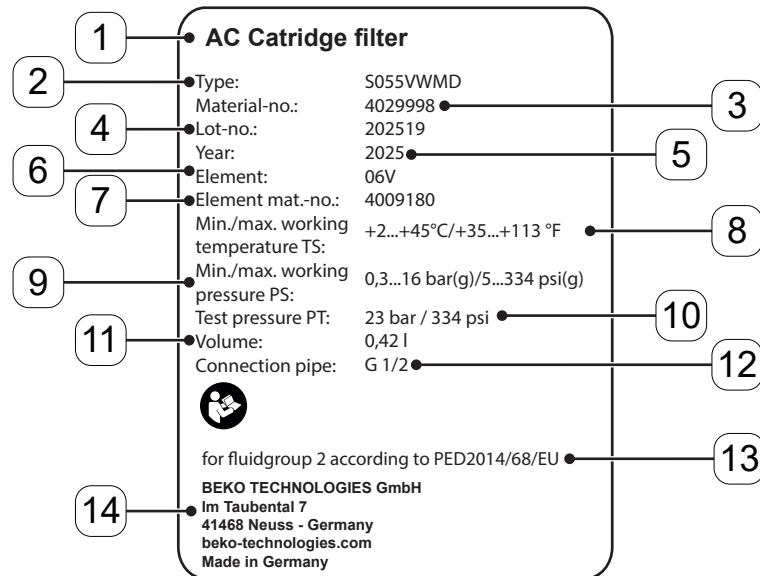 1 AC Catridge filter
2 Type: S055VWMD
Material-no.: 4029998 3
4 Lot-no.: 202519
Year: 2025 5
6 Element: 06V
7 Element mat.-no.: 4009180
Min./max. working
temperature TS: +2...+45°C/+35...+113 °F 8
9 Min./max. working
pressure PS: 0,3...16 bar(g)/5...334 psi(g)
Test pressure PT: 23 bar / 334 psi 10
11 Volume: 0,42 l
Connection pipe: G 1/2 12
for fluidgroup 2 according to PED2014/68/EU 13
BEKO TECHNOLOGIES GmbH
14 Im Taubental 7
41468 Neuss - Germany
beko-technologies.com
Made in Germany